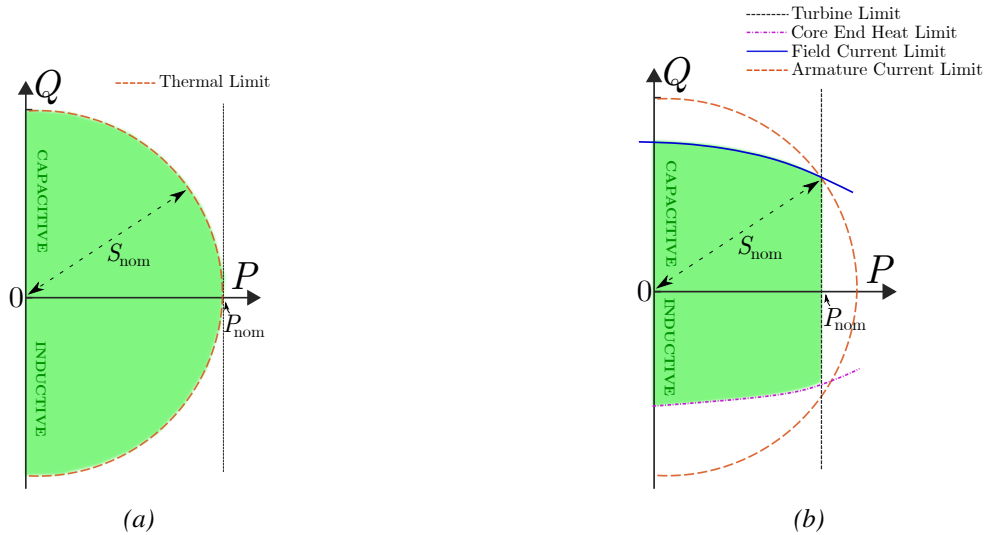 Thermal Limit
Q
CAPACITIVE
S_nom
P
0
P_nom
INDUCTIVE
(a)
Turbine Limit
Core End Heat Limit
Field Current Limit
Armature Current Limit
Q
CAPACITIVE
S_nom
P
0
P_nom
INDUCTIVE
(b)